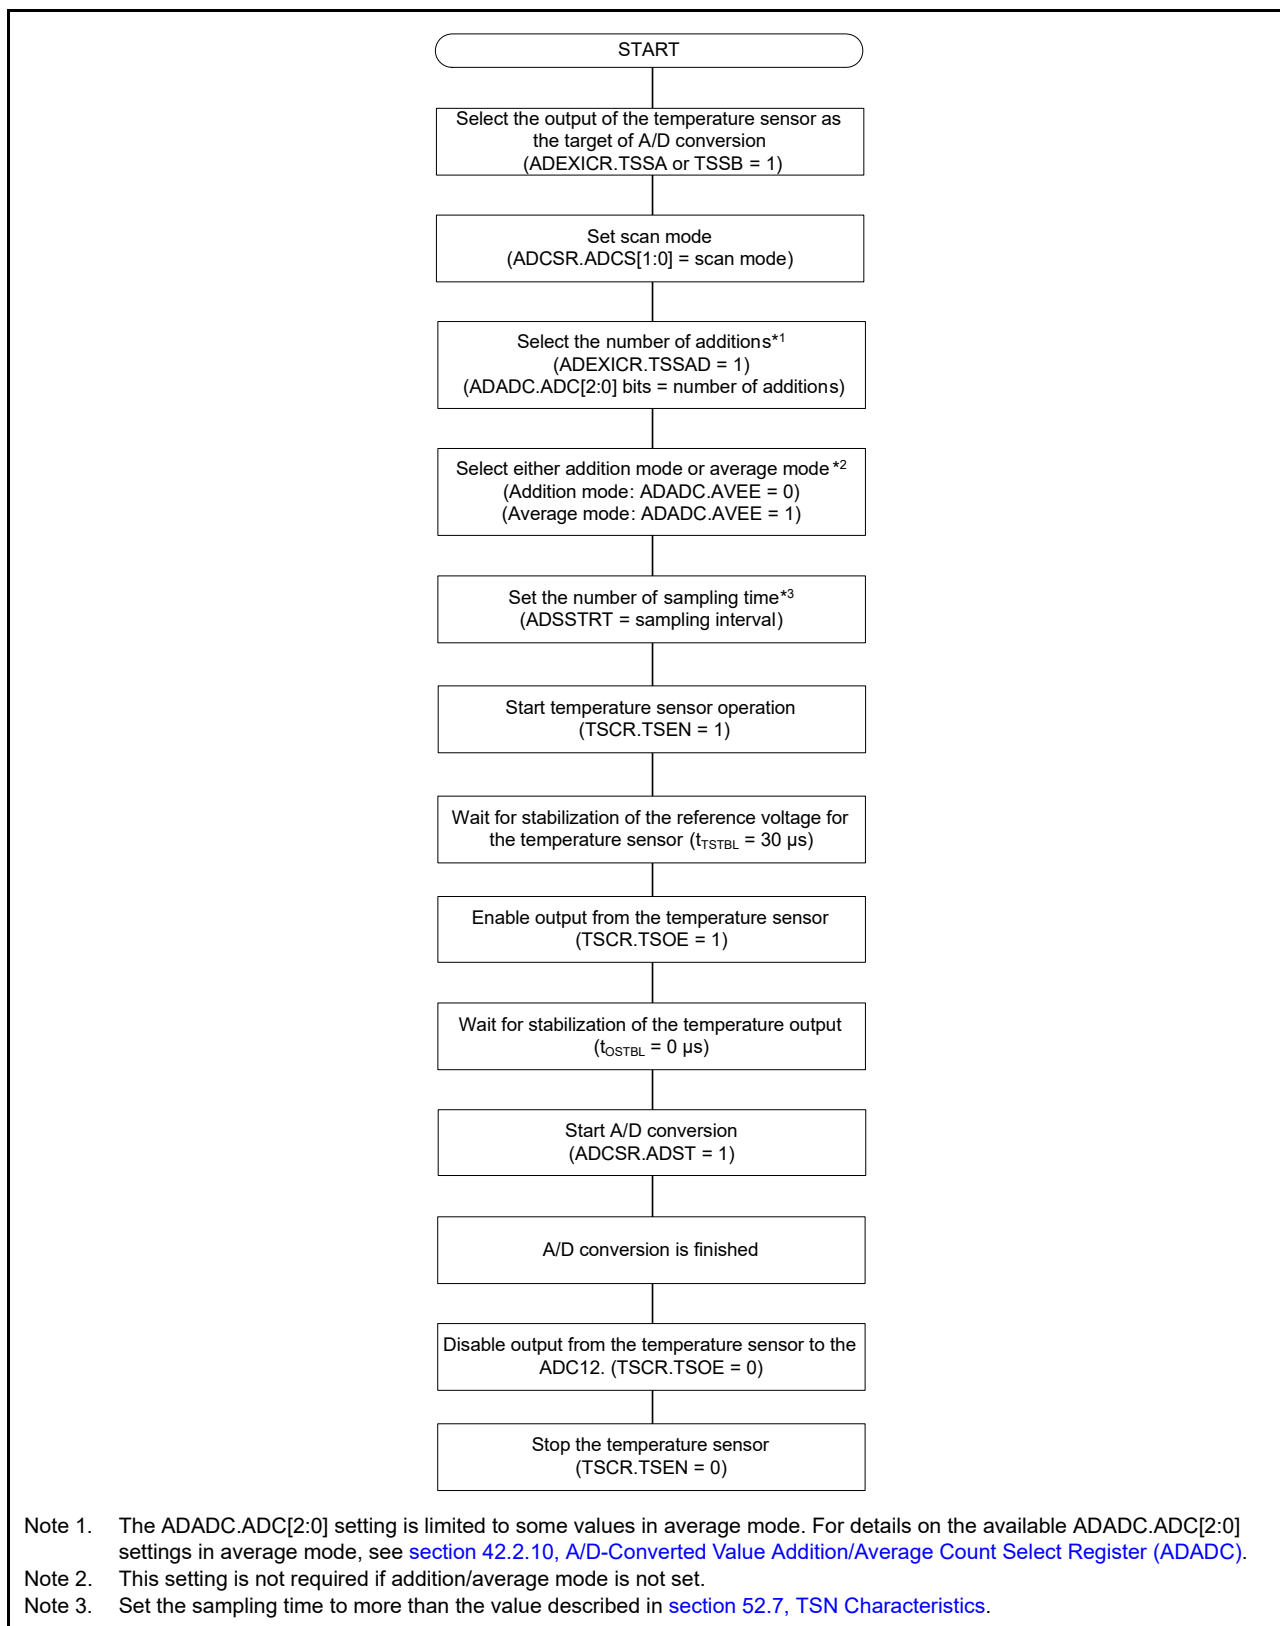 START
Select the output of the temperature sensor as
the target of A/D conversion
(ADEXICR.TSSA or TSSB = 1)
Set scan mode
(ADCSR.ADCS[1:0] = scan mode)
Select the number of additions*1
(ADEXICR.TSSAD = 1)
(ADADC.ADC[2:0] bits = number of additions)
Select either addition mode or average mode*2
(Addition mode: ADADC.AVEE = 0)
(Average mode: ADADC.AVEE = 1)
Set the number of sampling time*3
(ADSSTRT = sampling interval)
Start temperature sensor operation
(TSCR.TSEN = 1)
Wait for stabilization of the reference voltage for
the temperature sensor (tTSTBL = 30 µs)
Enable output from the temperature sensor
(TSCR.TSOE = 1)
Wait for stabilization of the temperature output
(tOSTBL = 0 µs)
Start A/D conversion
(ADCSR.ADST = 1)
A/D conversion is finished
Disable output from the temperature sensor to the
ADC12. (TSCR.TSOE = 0)
Stop the temperature sensor
(TSCR.TSEN = 0)
Note 1. The ADADC.ADC[2:0] setting is limited to some values in average mode. For details on the available ADADC.ADC[2:0]
settings in average mode, see section 42.2.10, A/D-Converted Value Addition/Average Count Select Register (ADADC).
Note 2. This setting is not required if addition/average mode is not set.
Note 3. Set the sampling time to more than the value described in section 52.7, TSN Characteristics.